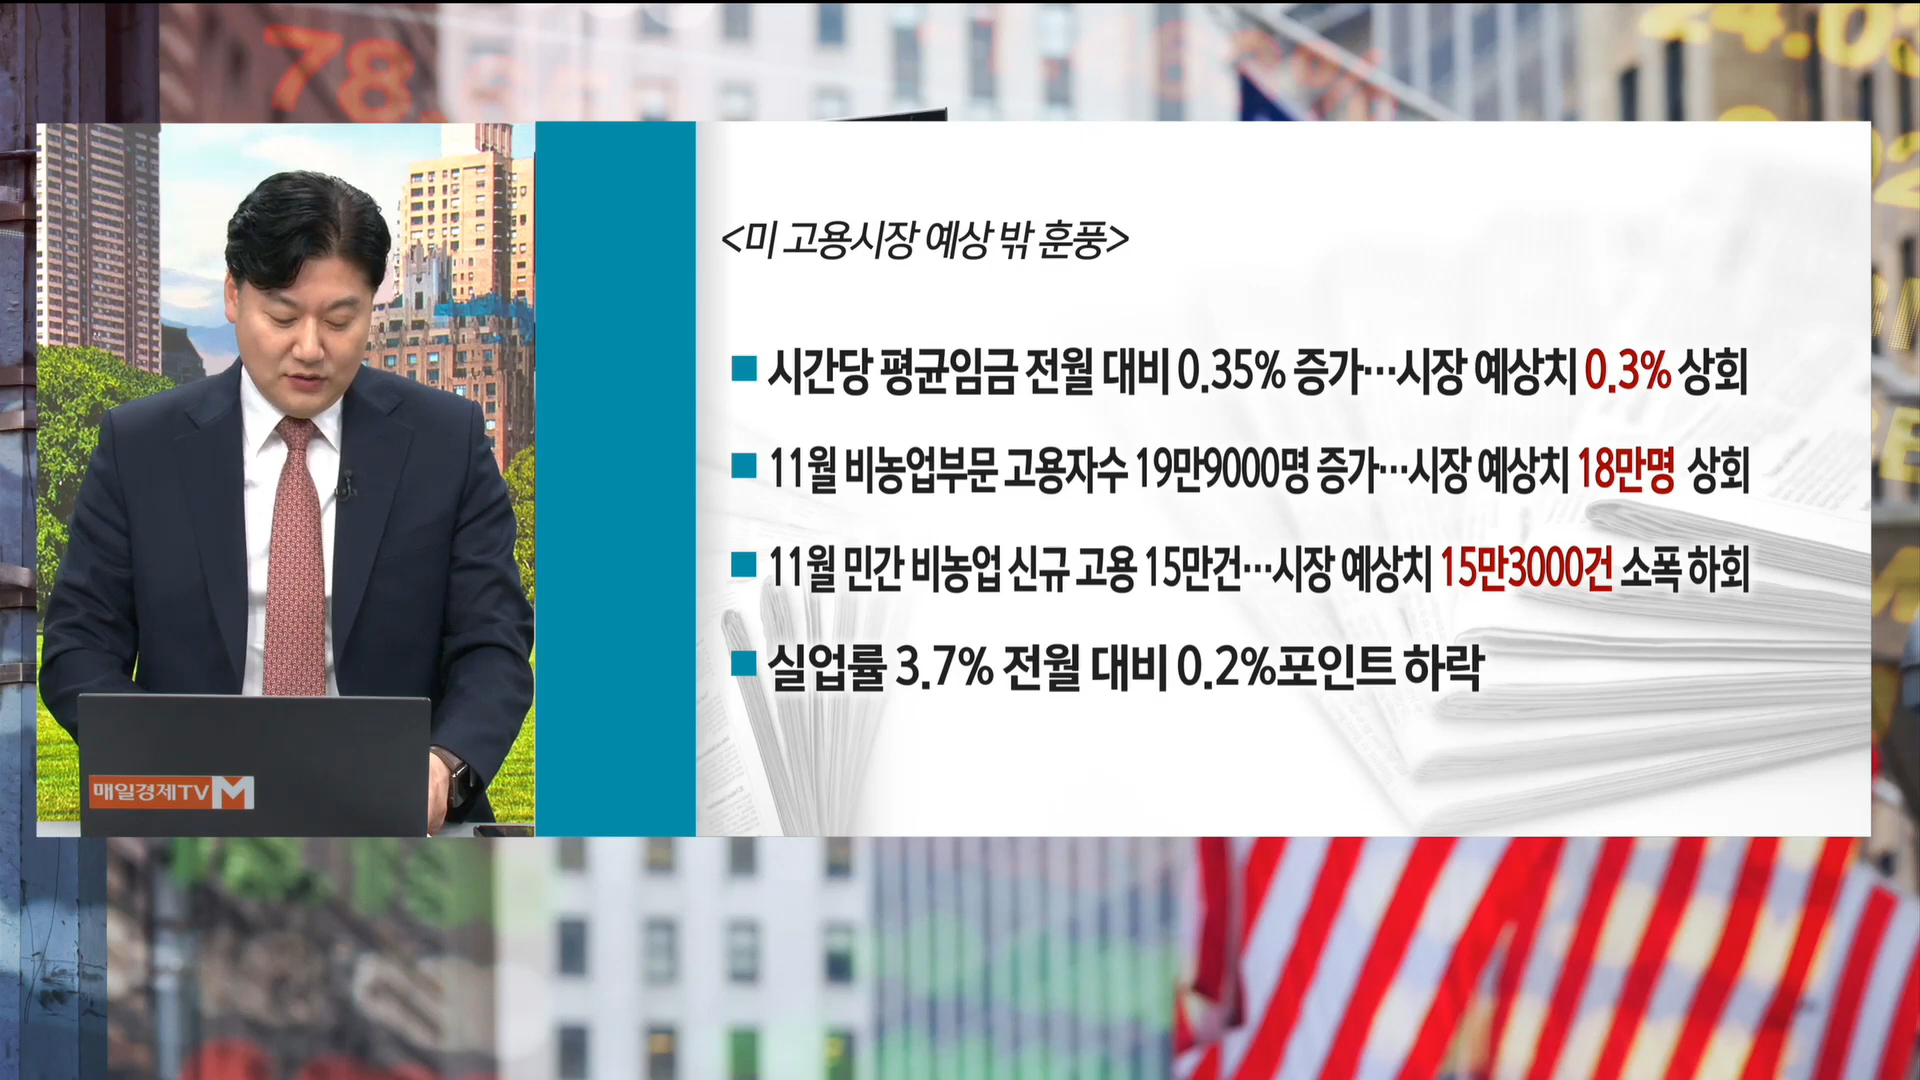 78.
24.0
<미 고용시장 예상 밖 훈풍>
■ 시간당 평균임금 전월 대비 0.35% 증가…시장 예상치 0.3% 상회
■ 11월 비농업부문 고용자수 19만9000명 증가…시장 예상치 18만명 상회
■ 11월 민간 비농업 신규 고용 15만건…시장 예상치 15만3000건 소폭 하회
■ 실업률 3.7% 전월 대비 0.2%포인트 하락
매일경제TV M